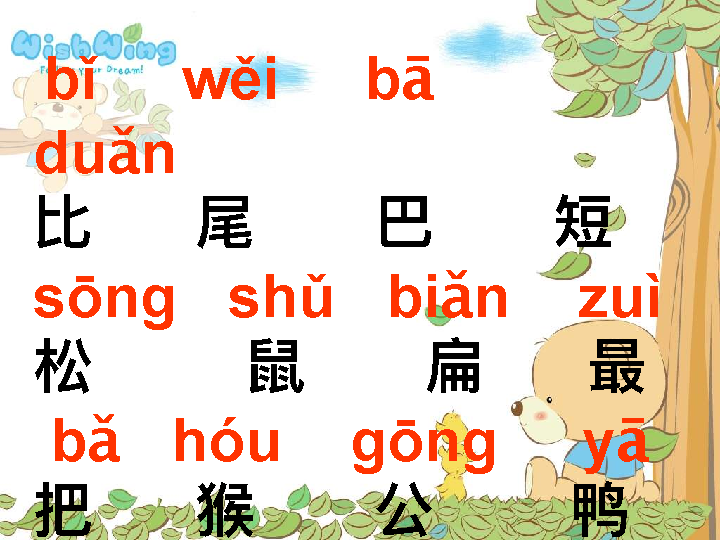 WishWing
Follow your Dream!
bǐ wěi bā
duǎn
比 尾 巴 短
sōng shǔ biǎn zuì
松 鼠 扁 最
bǎ hóu gōng yā
把 猴 公 鸭